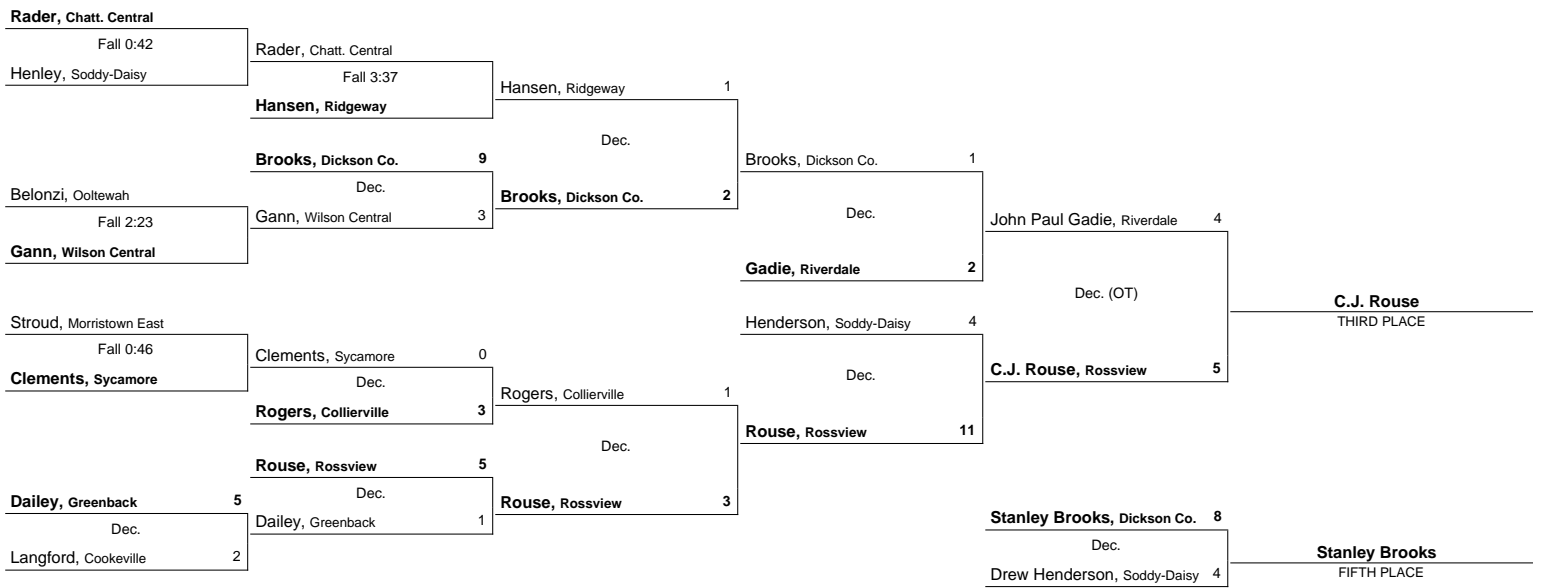 Rader, Chatt. Central
Fall 0:42
Henley, Soddy-Daisy
Belonzi, Ooltewah
Fall 2:23
Gann, Wilson Central
Stroud, Morristown East
Fall 0:46
Clements, Sycamore
Dailey, Greenback 5
Dec.
Langford, Cookeville 2
Rader, Chatt. Central
Fall 3:37
Hansen, Ridgeway
Brooks, Dickson Co. 9
Dec.
Gann, Wilson Central 3
Clements, Sycamore 0
Dec.
Rogers, Collierville 3
Rouse, Rossview 5
Dec.
Dailey, Greenback 1
Hansen, Ridgeway 1
Dec.
Brooks, Dickson Co. 2
Rogers, Collierville 1
Dec.
Rouse, Rossview 3
Brooks, Dickson Co. 1
Dec.
Gadie, Riverdale 2
Henderson, Soddy-Daisy 4
Dec.
Rouse, Rossview 11
John Paul Gadie, Riverdale 4
Dec. (OT)
C.J. Rouse, Rossview 5
C.J. Rouse
THIRD PLACE
Stanley Brooks, Dickson Co. 8
Dec.
Drew Henderson, Soddy-Daisy 4
Stanley Brooks
FIFTH PLACE